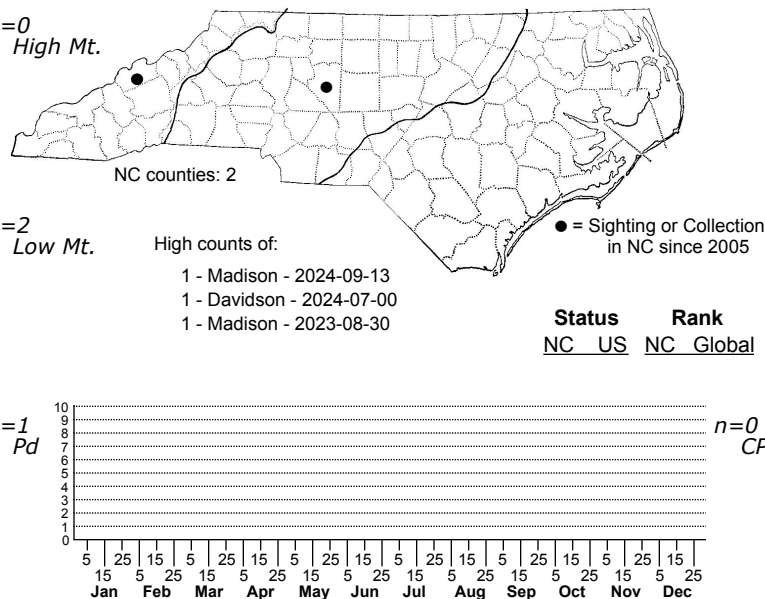 =0
High Mt.
NC counties: 2
=2
Low Mt.
High counts of:
1 - Madison - 2024-09-13
1 - Davidson - 2024-07-00
1 - Madison - 2023-08-30
● = Sighting or Collection
in NC since 2005
Status Rank
NC US NC Global
=1
Pd
10
9
8
7
6
5
4
3
2
1
0
n=0
CP
5 25 15 5 25 15 5 25 15 5 25 15 5 25 15 5 25 15
15 5 25 15 5 25 15 5 25 15 5 25 15 5 25 15 5 25
Jan Feb Mar Apr May Jun Jul Aug Sep Oct Nov Dec